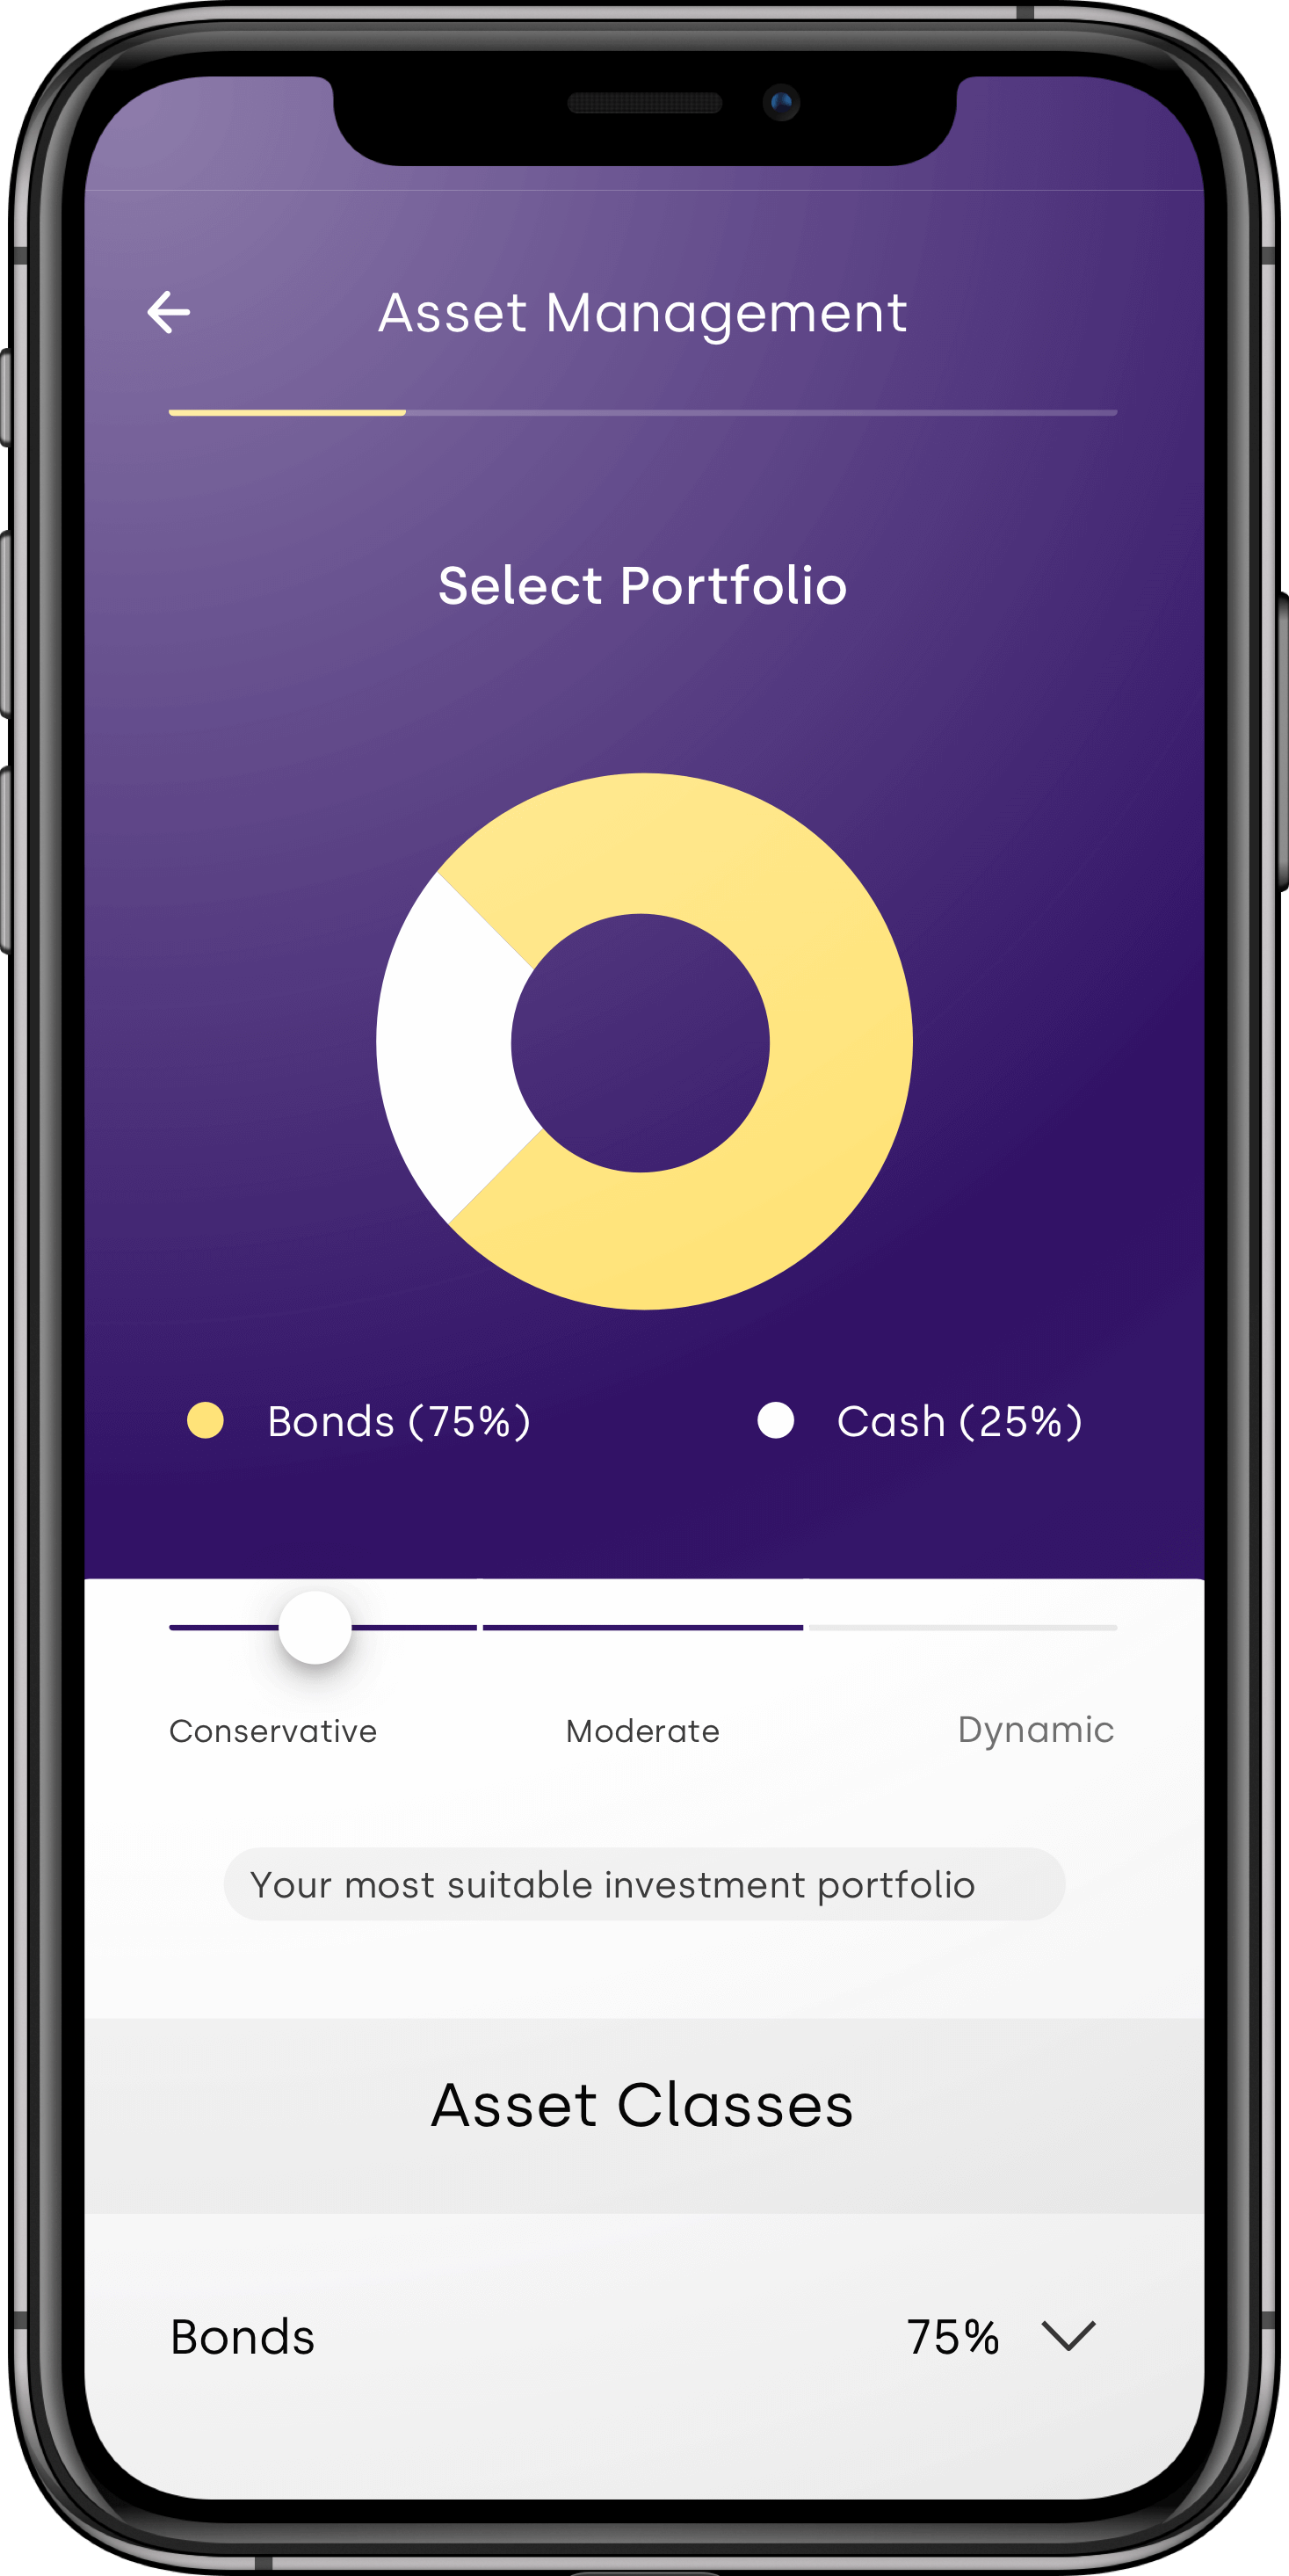 Asset Management
Select Portfolio
Bonds (75%)
Cash (25%)
Conservative
Moderate
Dynamic
Your most suitable investment portfolio
Asset Classes
Bonds 75%